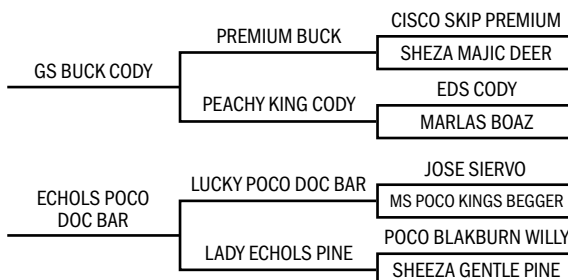 CISCO SKIP PREMIUM
PREMIUM BUCK
SHEZA MAJIC DEER
GS BUCK CODY
EDS CODY
PEACHY KING CODY
MARLAS BOAZ
JOSE SIERVO
LUCKY POCO DOC BAR
MS POCO KINGS BEGGER
ECHOLS POCO
DOC BAR
POCO BLAKBURN WILLY
LADY ECHOLS PINE
SHEEZA GENTLE PINE